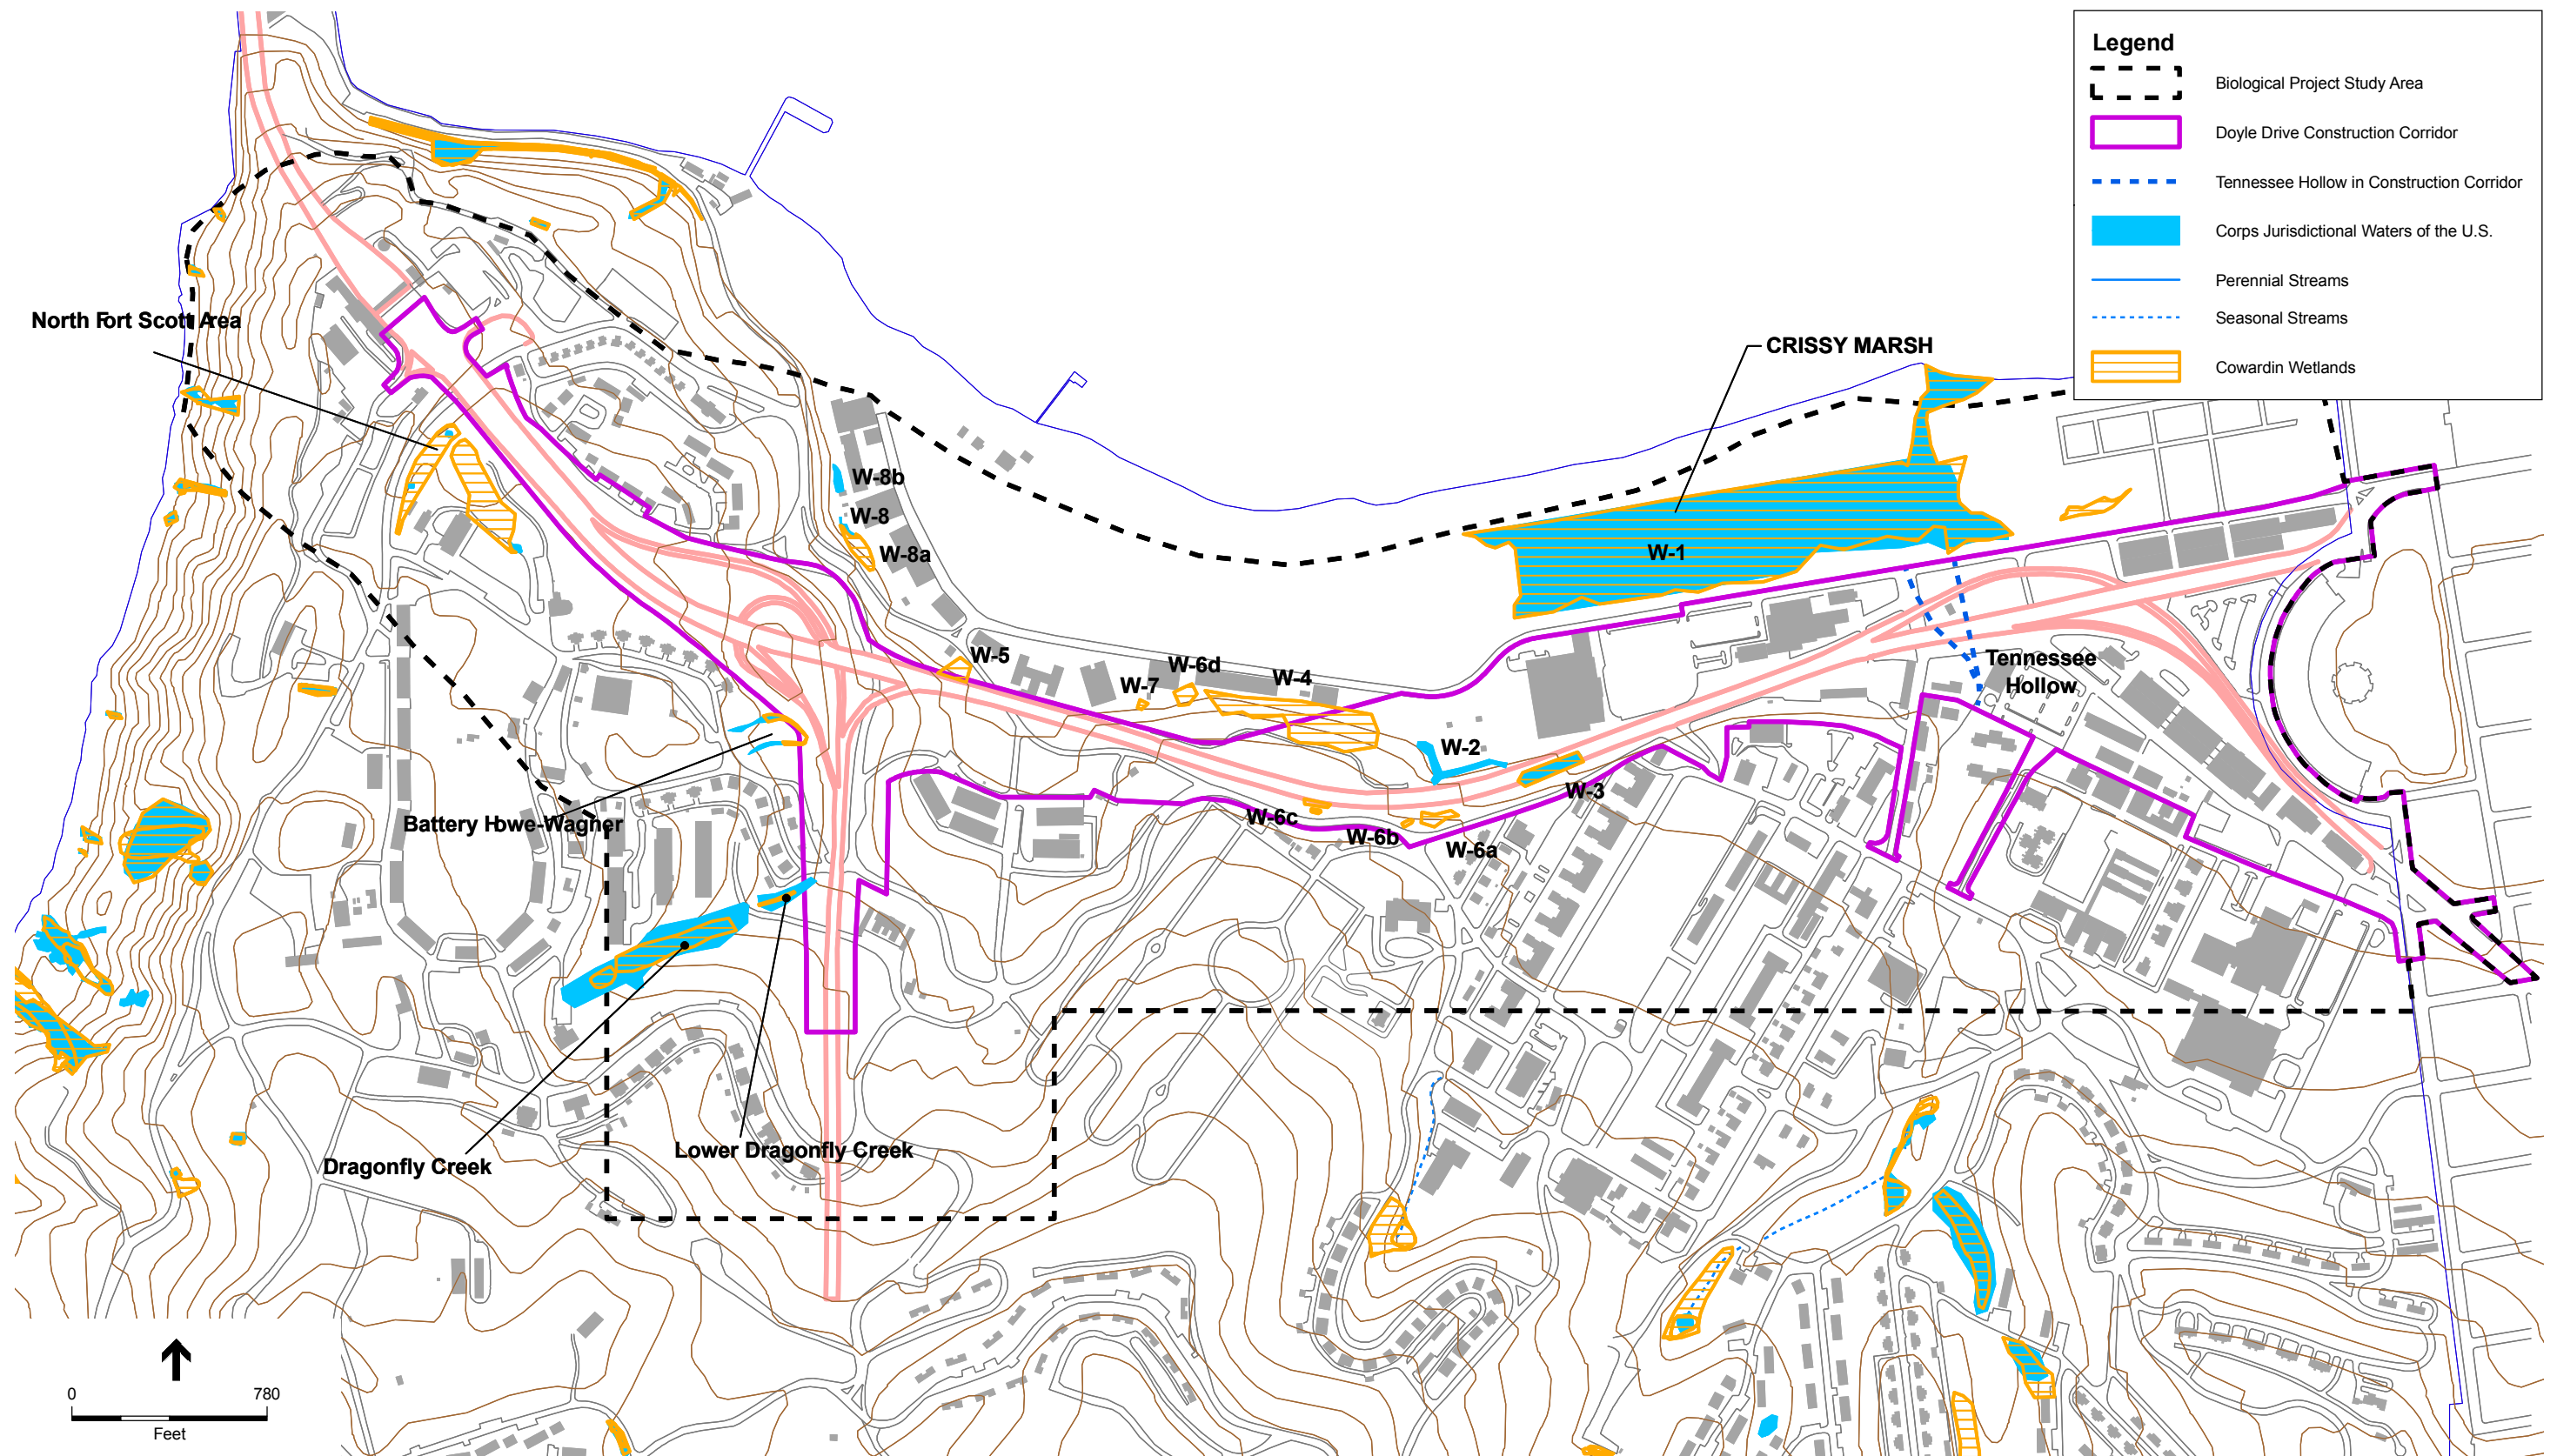 Legend
Biological Project Study Area
Doyle Drive Construction Corridor
Tennessee Hollow in Construction Corridor
Corps Jurisdictional Waters of the U.S.
Perennial Streams
Seasonal Streams
Cowardin Wetlands
North Fort Scott Area
CRISSY MARSH
W-8b
W-8
W-8a
W-1
W-5
W-6d
W-7
W-4
Tennessee
Hollow
W-2
W-3
W-6c
W-6b
W-6a
Battery Howe-Wagner
Lower Dragonfly Creek
Dragonfly Creek
0 780
Feet